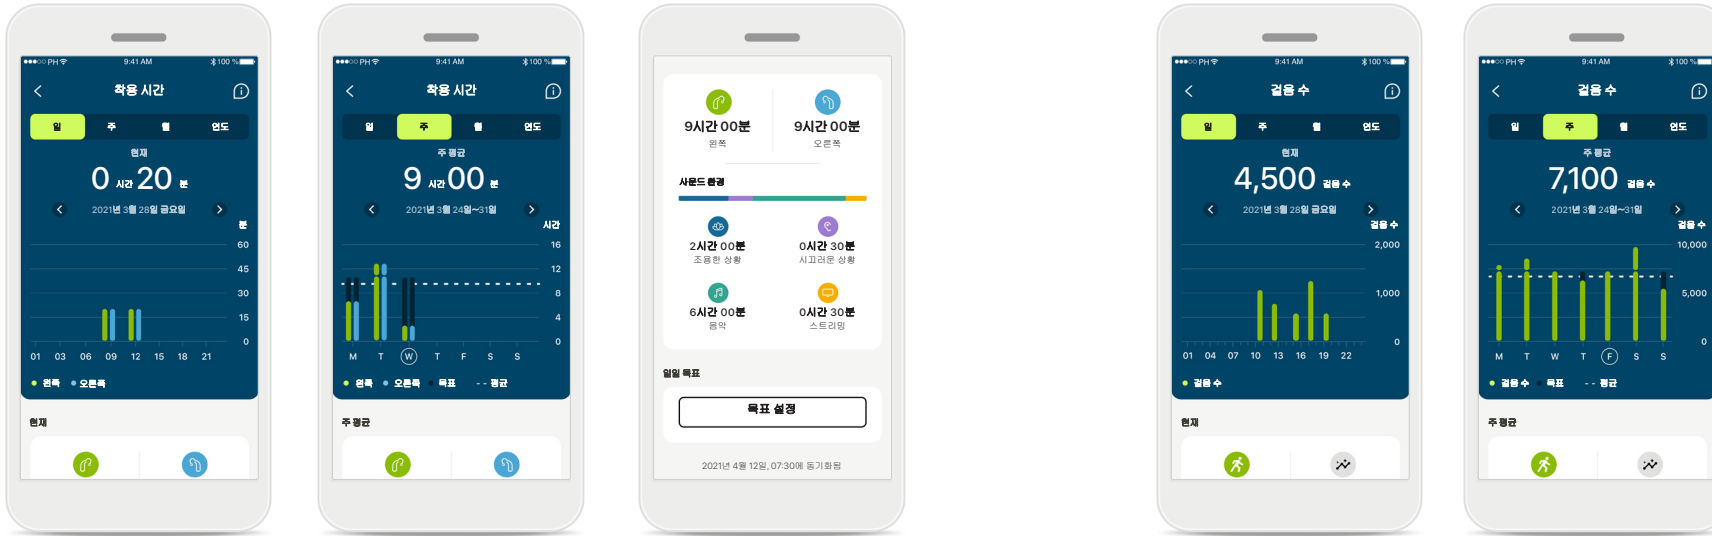 ●●●○○ PH 9:41 AM 100 %
착용 시간
일 주 월 연도
현재
0 시간 20 분
2021년 3월 28일 금요일
분
60
45
30
15
0
01 03 06 09 12 15 18 21
왼쪽 오른쪽
현재
●●●○○ PH 9:41 AM 100 %
착용 시간
일 주 월 연도
주 평균
9 시간 00 분
2021년 3월 24일~31일
시간
16
12
8
4
0
M T W T F S S
왼쪽 오른쪽 목표 -- 평균
주 평균
9시간 00분 9시간 00분
왼쪽 오른쪽
사운드 환경
2시간 00분 0시간 30분
조용한 상황 시끄러운 상황
6시간 00분 0시간 30분
음악 스트리밍
일일 목표
목표 설정
2021년 4월 12일, 07:30에 동기화됨
●●●○○ PH 9:41 AM 100 %
걸음 수
일 주 월 연도
현재
4,500 걸음 수
2021년 3월 28일 금요일
걸음 수
2,000
1,000
0
01 04 07 10 13 16 19 22
걸음 수
현재
●●●○○ PH 9:41 AM 100 %
걸음 수
일 주 월 연도
주 평균
7,100 걸음 수
2021년 3월 24일~31일
걸음 수
10,000
5,000
0
M T W T F S S
걸음 수 목표 -- 평균
주 평균